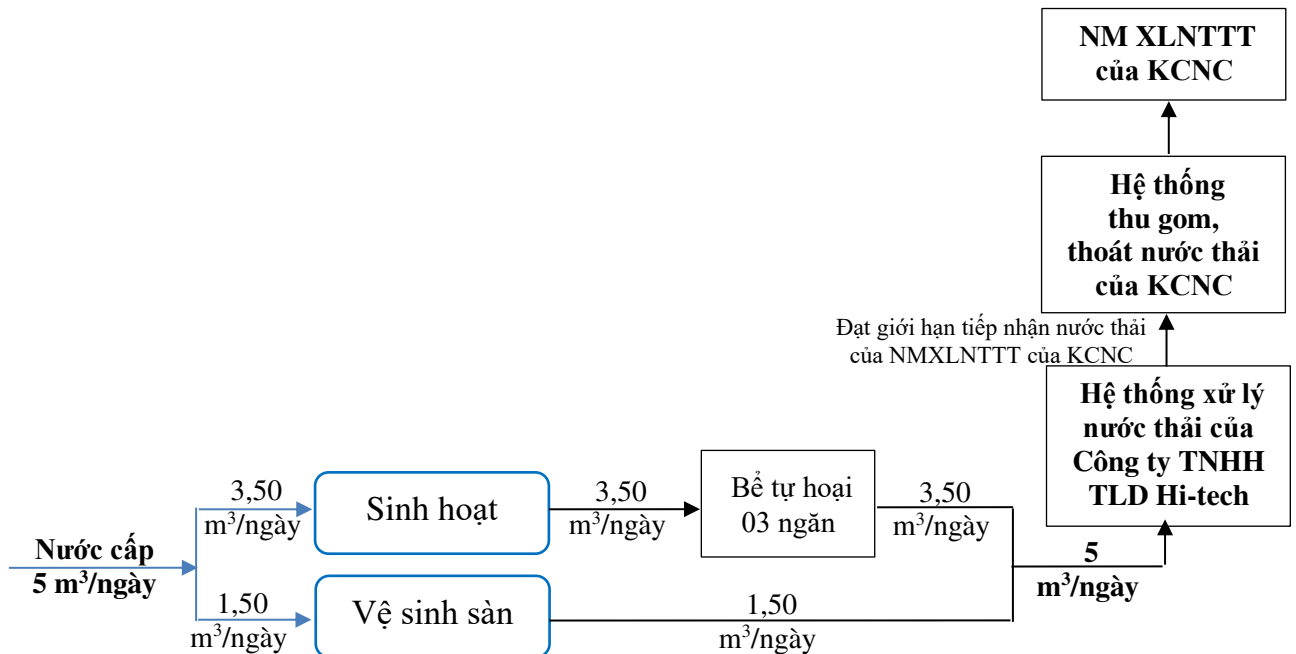 NM XLNTTT
của KCNC
Hệ thống
thu gom,
thoát nước thải
của KCNC
Đạt giới hạn tiếp nhận nước thải
của NMXLNTTT của KCNC
Hệ thống xử lý
nước thải của
Công ty TNHH
TLD Hi-tech
Nước cấp
5 m³/ngày
3,50
m³/ngày
Sinh hoạt
3,50
m³/ngày
Bể tự hoại
03 ngăn
3,50
m³/ngày
1,50
m³/ngày
Vệ sinh sàn
1,50
m³/ngày
5
m³/ngày